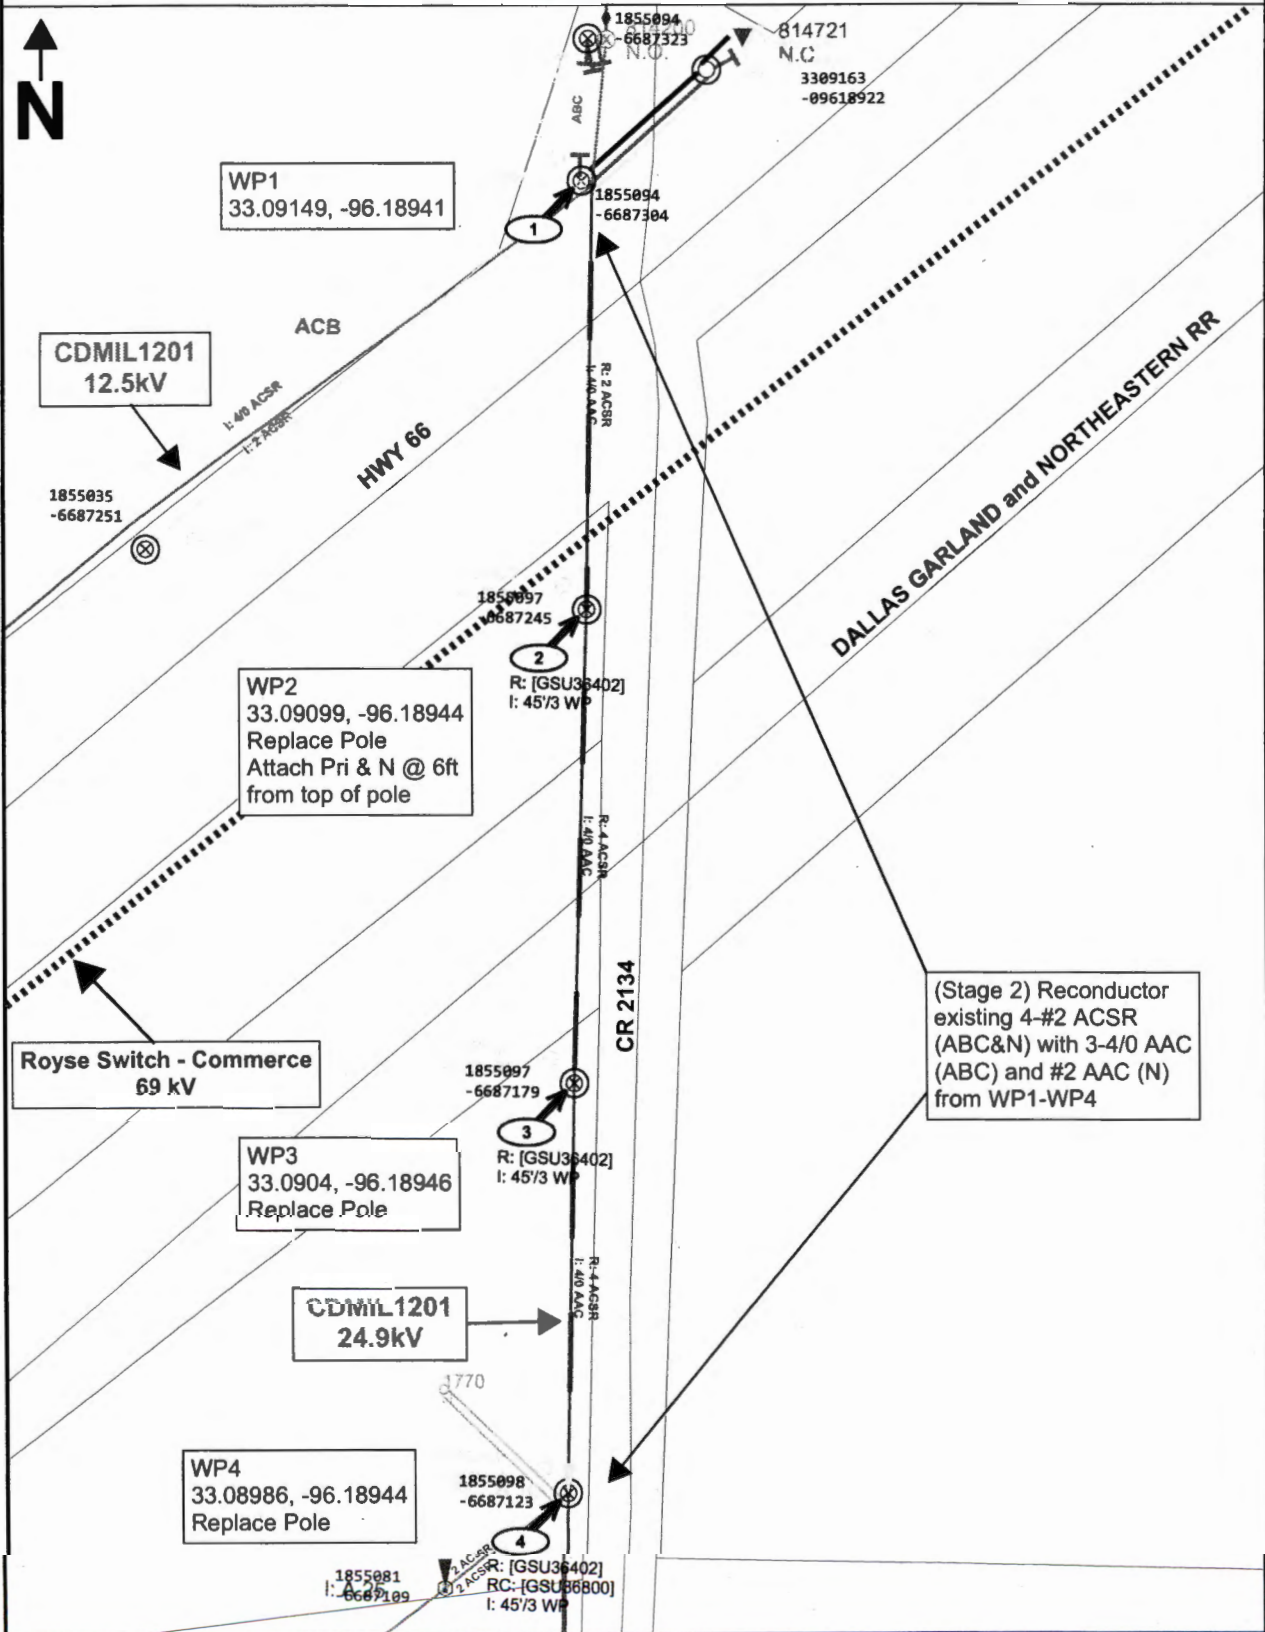 1855094
-6687323
814200
N.O.
814721
N.C
3309163
-09618922
N
ABC
WP1
33.09149, -96.18941
1855094
-6687304
1
ACB
CDMIL1201
12.5kV
I: 4/0 ACSR
I: 2 ACSR
R: 2 ACSR
I: 4/0 AAC
HWY 66
1855035
-6687251
DALLAS GARLAND and NORTHEASTERN RR
1855097
-6687245
2
R: [GSU36402]
I: 45'/3 WP
WP2
33.09099, -96.18944
Replace Pole
Attach Pri & N @ 6ft
from top of pole
R: 4 ACSR
I: 4/0 AAC
CR 2134
(Stage 2) Reconductor
existing 4-#2 ACSR
(ABC&N) with 3-4/0 AAC
(ABC) and #2 AAC (N)
from WP1-WP4
Royse Switch - Commerce
69 kV
1855097
-6687179
3
R: [GSU36402]
I: 45'/3 WP
WP3
33.0904, -96.18946
Replace Pole
R: 4 ACSR
I: 4/0 AAC
CDMIL1201
24.9kV
1770
WP4
33.08986, -96.18944
Replace Pole
1855098
-6687123
4
2 ACSR
2 ACSR
R: [GSU36402]
RC: [GSU36800]
I: 45'/3 WP
1855081
-6687109
I: A-25